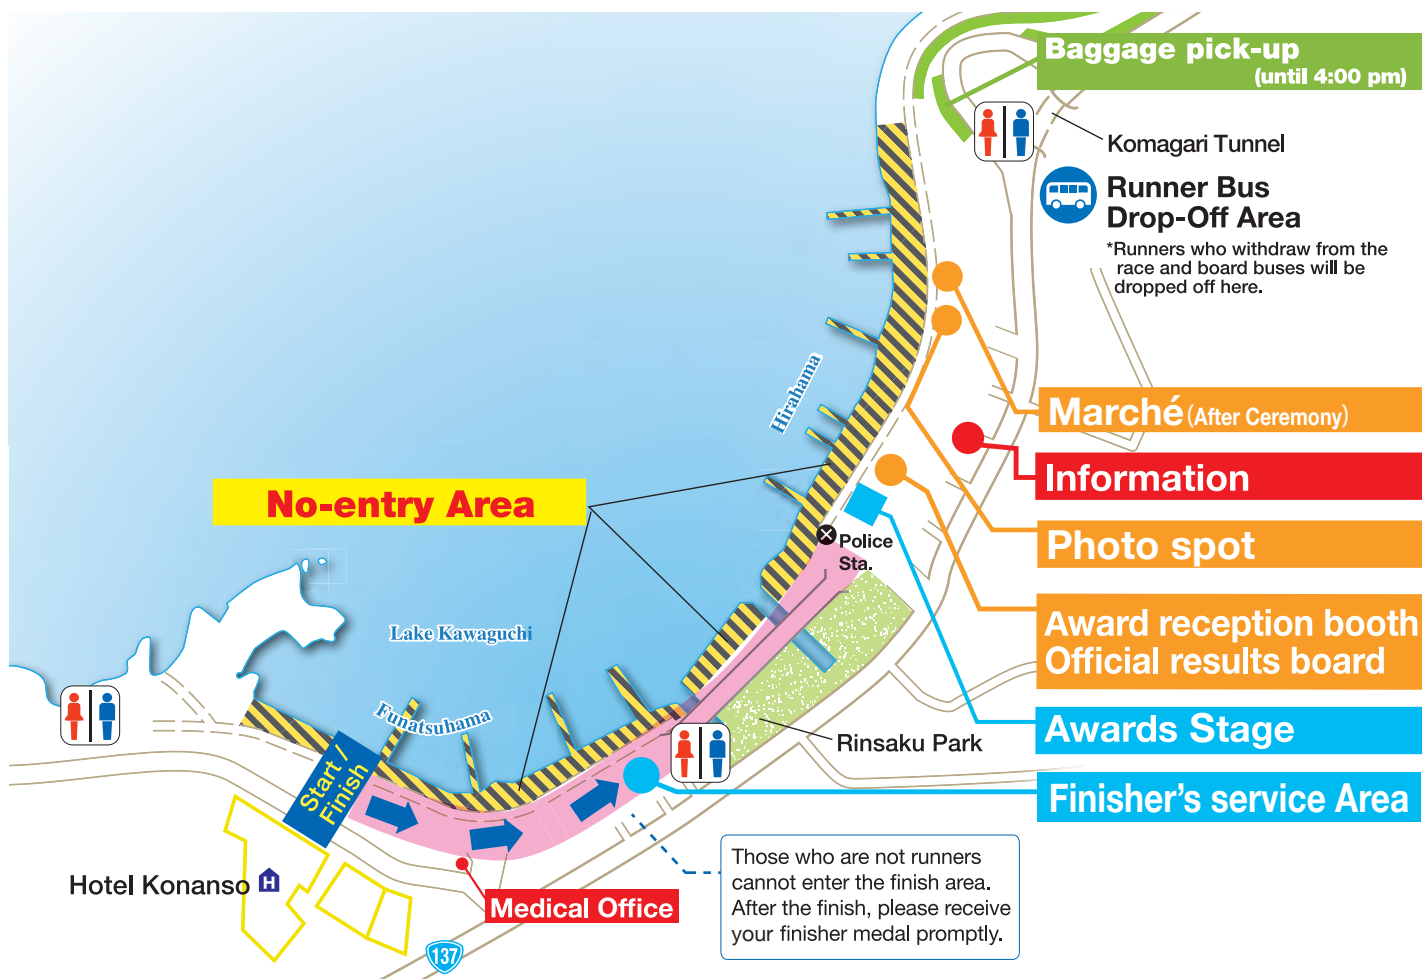 Baggage pick-up
(until 4:00 pm)
Komagari Tunnel
Runner Bus
Drop-Off Area
*Runners who withdraw from the
race and board buses will be
dropped off here.
Hirahama
Marché (After Ceremony)
Information
No-entry Area
Photo spot
Police
Sta.
Award reception booth
Official results board
Lake Kawaguchi
Funatsuhama
Awards Stage
Rinsaku Park
Start /
Finish
Finisher's service Area
Those who are not runners
cannot enter the finish area.
After the finish, please receive
your finisher medal promptly.
Hotel Konanso
H
Medical Office
137